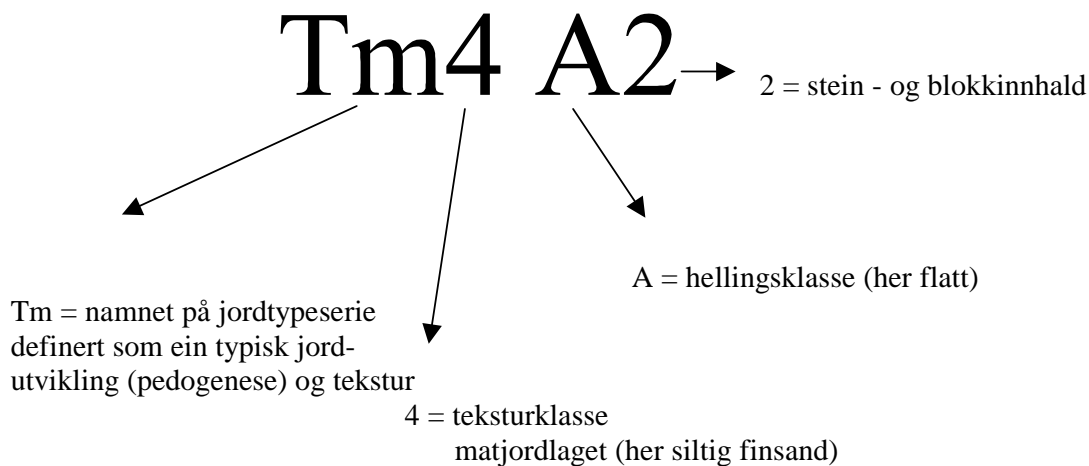 Tm4 A2
2 = stein - og blokkinnhald
A = hellingsklasse (her flatt)
Tm = namnet på jordtypeserie
definert som ein typisk jord-
utvikling (pedogenese) og tekstur
4 = teksturklasse
matjordlaget (her siltig finsand)